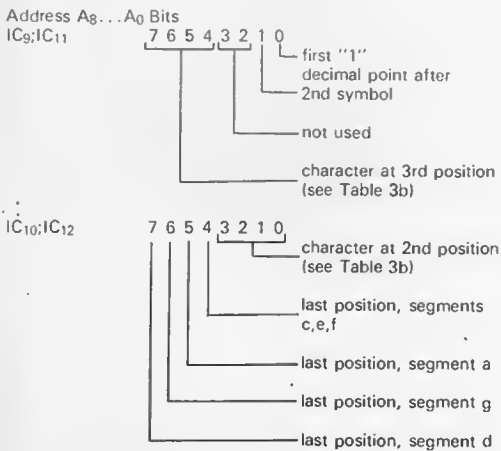 Address A8...A0 Bits
IC9;IC11 7 6 5 4 3 2 1 0
first "1"
decimal point after
2nd symbol
not used
character at 3rd position
(see Table 3b)
IC10;IC12 7 6 5 4 3 2 1 0
character at 2nd position
(see Table 3b)
last position, segments
c,e,f
last position, segment a
last position, segment g
last position, segment d